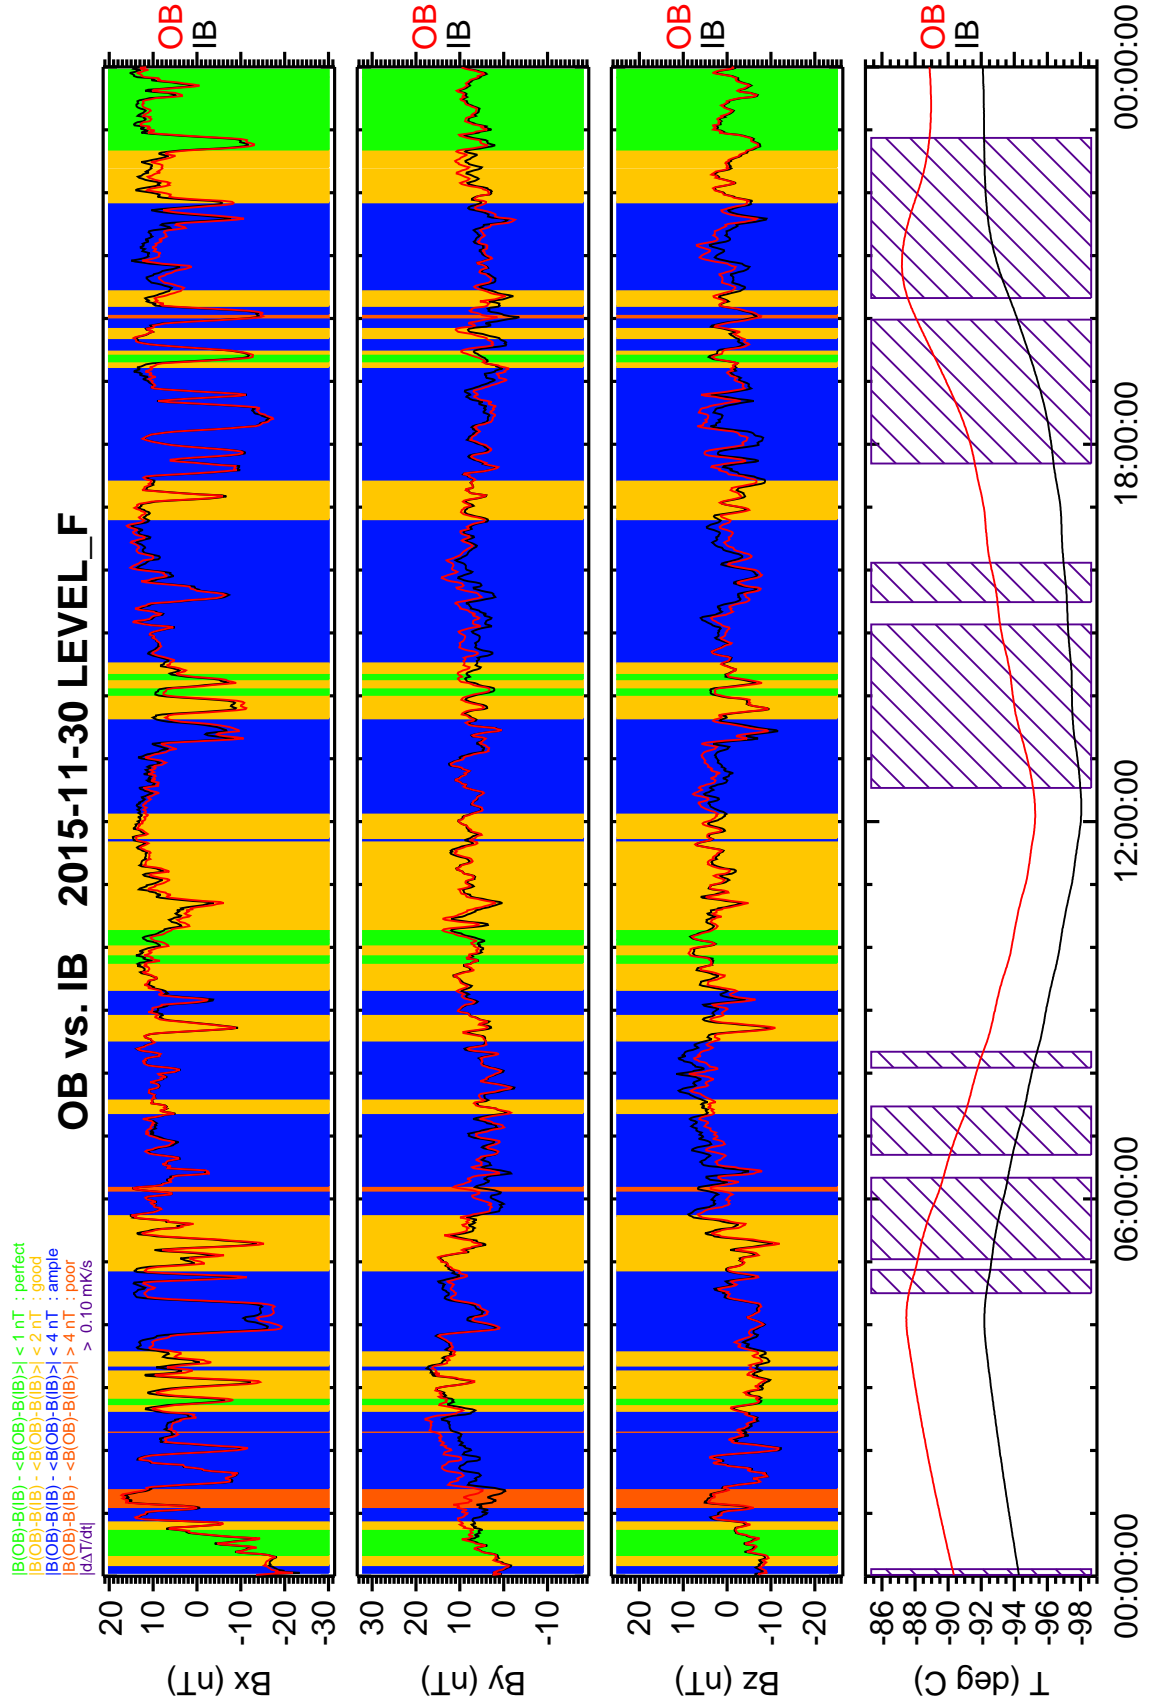 OB vs. IB 2015-11-30 LEVEL_F
|B(OB)-B(IB) - <B(OB)-B(IB)>| < 1 nT : perfect
|B(OB)-B(IB) - <B(OB)-B(IB)>| < 2 nT : good
|B(OB)-B(IB) - <B(OB)-B(IB)>| < 4 nT : ample
|B(OB)-B(IB) - <B(OB)-B(IB)>| > 4 nT : poor
|dΔT/dt| > 0.10 mK/s
Bx (nT)
20
10
0
-10
-20
-30
OB
IB
By (nT)
30
20
10
0
-10
OB
IB
Bz (nT)
20
10
0
-10
-20
OB
IB
T (deg C)
-86
-88
-90
-92
-94
-96
-98
OB
IB
00:00:00
06:00:00
12:00:00
18:00:00
00:00:00